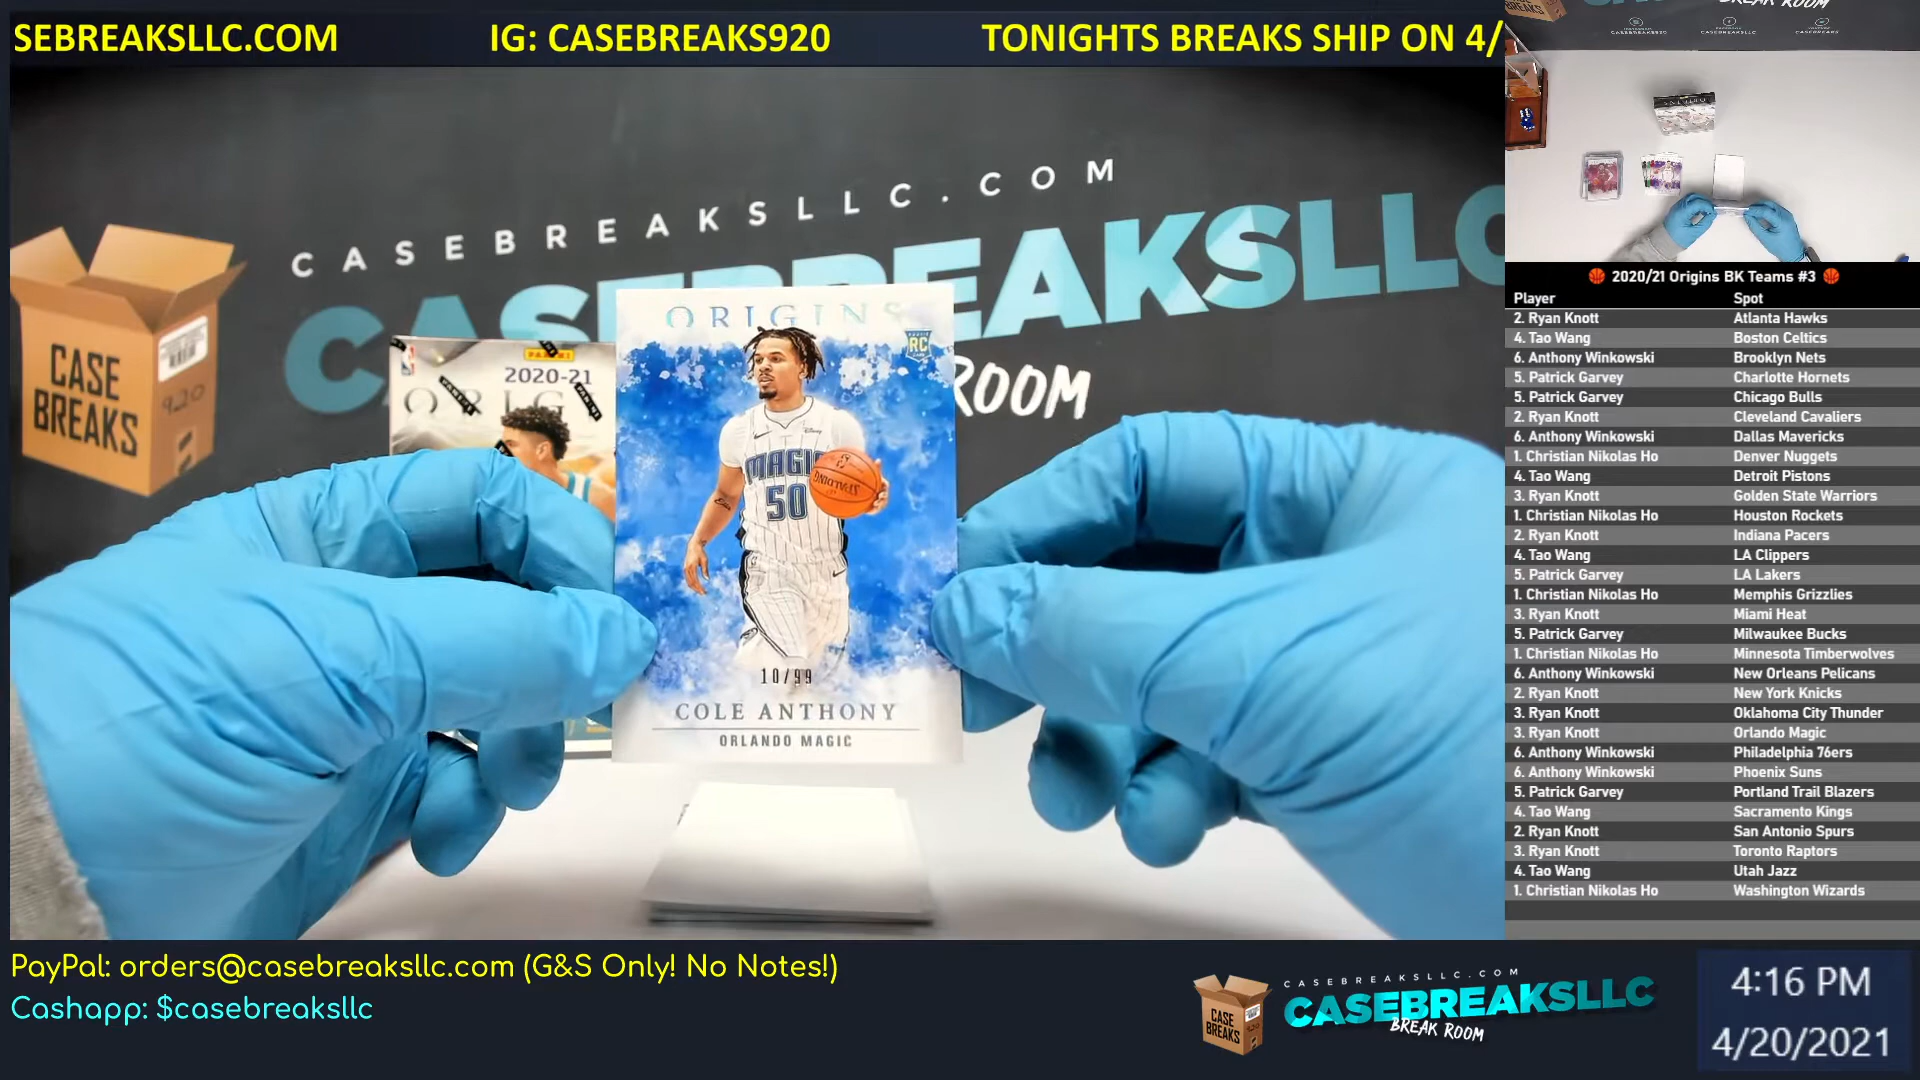 SEBREAKSLLC.COM IG: CASEBREAKS920 TONIGHTS BREAKS SHIP ON 4/
CASEBREAKSLLC.COM
CASEBREAKSLLC
ROOM
CASE
BREAKS
920
PANINI
2020-21
ORIG
ORIGINS
RC
MAGIC
50
SPALDING
10/99
COLE ANTHONY
ORLANDO MAGIC
BREAK ROOM
CASEBREAKS920 CASEBREAKSLLC CASEBREAKS
2020/21 Origins BK Teams #3
Player Spot
2. Ryan Knott Atlanta Hawks
4. Tao Wang Boston Celtics
6. Anthony Winkowski Brooklyn Nets
5. Patrick Garvey Charlotte Hornets
5. Patrick Garvey Chicago Bulls
2. Ryan Knott Cleveland Cavaliers
6. Anthony Winkowski Dallas Mavericks
1. Christian Nikolas Ho Denver Nuggets
4. Tao Wang Detroit Pistons
3. Ryan Knott Golden State Warriors
1. Christian Nikolas Ho Houston Rockets
2. Ryan Knott Indiana Pacers
4. Tao Wang LA Clippers
5. Patrick Garvey LA Lakers
1. Christian Nikolas Ho Memphis Grizzlies
3. Ryan Knott Miami Heat
5. Patrick Garvey Milwaukee Bucks
1. Christian Nikolas Ho Minnesota Timberwolves
6. Anthony Winkowski New Orleans Pelicans
2. Ryan Knott New York Knicks
3. Ryan Knott Oklahoma City Thunder
3. Ryan Knott Orlando Magic
6. Anthony Winkowski Philadelphia 76ers
6. Anthony Winkowski Phoenix Suns
5. Patrick Garvey Portland Trail Blazers
4. Tao Wang Sacramento Kings
2. Ryan Knott San Antonio Spurs
3. Ryan Knott Toronto Raptors
4. Tao Wang Utah Jazz
1. Christian Nikolas Ho Washington Wizards
PayPal: orders@casebreaksllc.com (G&S Only! No Notes!)
Cashapp: $casebreaksllc
CASE
BREAKS
CASEBREAKSLLC.COM
CASEBREAKSLLC
BREAK ROOM
4:16 PM
4/20/2021